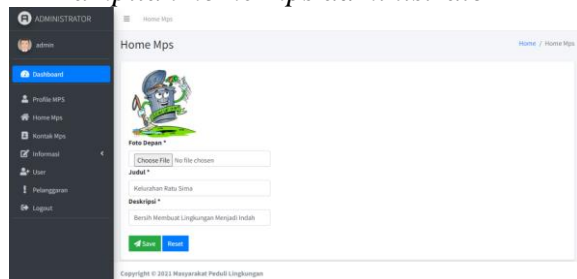 ADMINISTRATOR
Home Mps
admin
Home Mps
Home / Home Mps
Dashboard
Profile MPS
Home Mps
Kontak Mps
Informasi
User
Pelanggaran
Logout
Foto Depan *
Choose File No file chosen
Judul *
Kelurahan Ratu Sima
Deskripsi *
Bersih Membuat Lingkungan Menjadi Indah
Save Reset
Copyright © 2021 Masyarakat Peduli Lingkungan